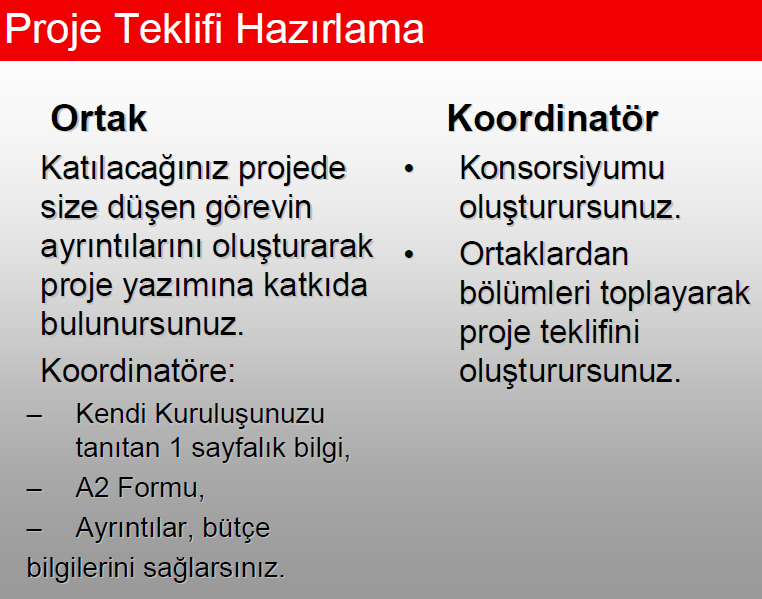 Proje Teklifi Hazırlama
Ortak
Katılacağınız projede
size düşen görevin
ayrıntılarını oluşturarak
proje yazımına katkıda
bulunursunuz.
Koordinatöre:
– Kendi Kuruluşunuzu
tanıtan 1 sayfalık bilgi,
– A2 Formu,
– Ayrıntılar, bütçe
bilgilerini sağlarsınız.
Koordinatör
• Konsorsiyumu
oluşturursunuz.
• Ortaklardan
bölümleri toplayarak
proje teklifini
oluşturursunuz.